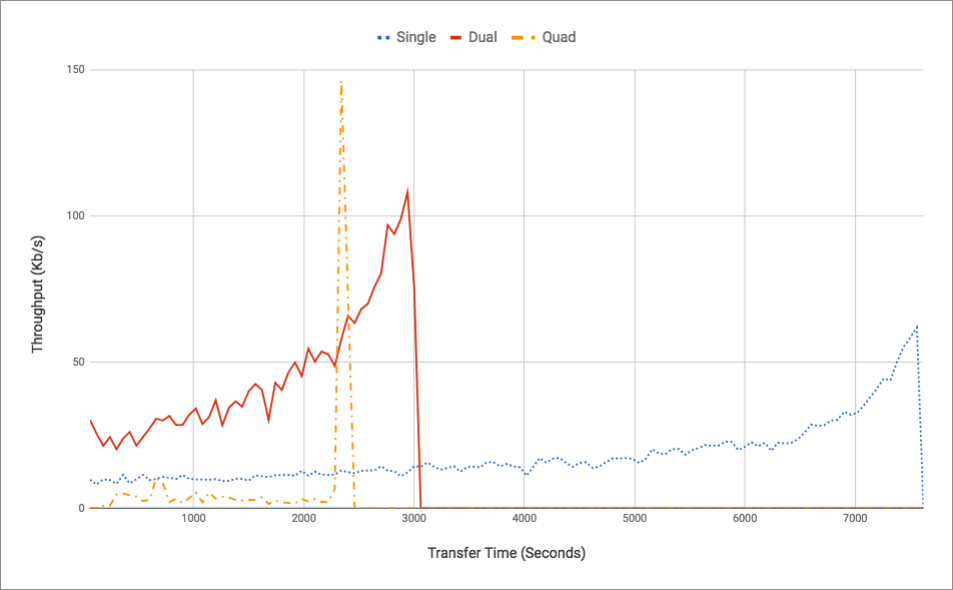 Single Dual Quad
150
100
50
0
Throughput (Kb/s)
1000 2000 3000 4000 5000 6000 7000
Transfer Time (Seconds)